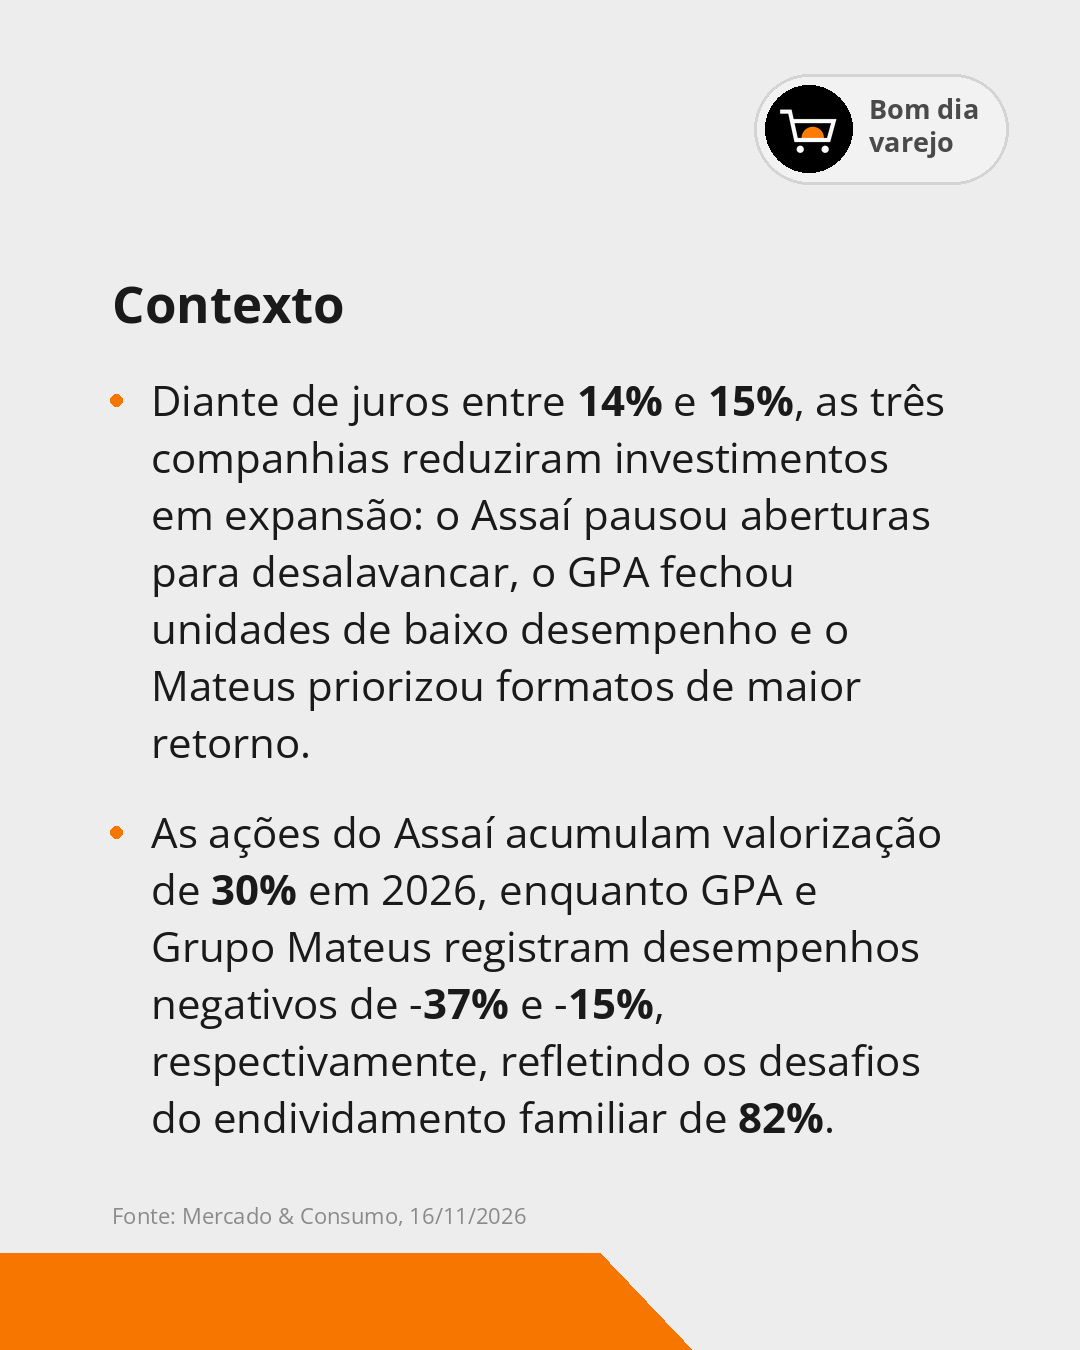 Bom dia
varejo
Contexto
• Diante de juros entre 14% e 15%, as três
companhias reduziram investimentos
em expansão: o Assaí pausou aberturas
para desalavancar, o GPA fechou
unidades de baixo desempenho e o
Mateus priorizou formatos de maior
retorno.
• As ações do Assaí acumulam valorização
de 30% em 2026, enquanto GPA e
Grupo Mateus registram desempenhos
negativos de -37% e -15%,
respectivamente, refletindo os desafios
do endividamento familiar de 82%.
Fonte: Mercado & Consumo, 16/11/2026